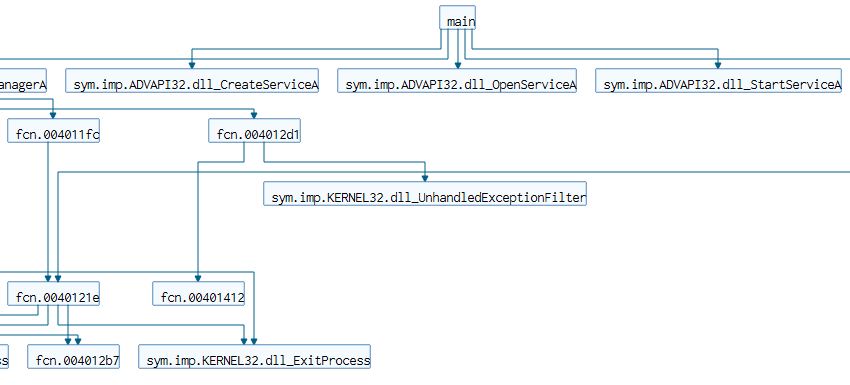 main
anagerA
sym.imp.ADVAPI32.dll_CreateServiceA
sym.imp.ADVAPI32.dll_OpenServiceA
sym.imp.ADVAPI32.dll_StartServiceA
fcn.004011fc
fcn.004012d1
sym.imp.KERNEL32.dll_UnhandledExceptionFilter
fcn.0040121e
fcn.00401412
ss
fcn.004012b7
sym.imp.KERNEL32.dll_ExitProcess